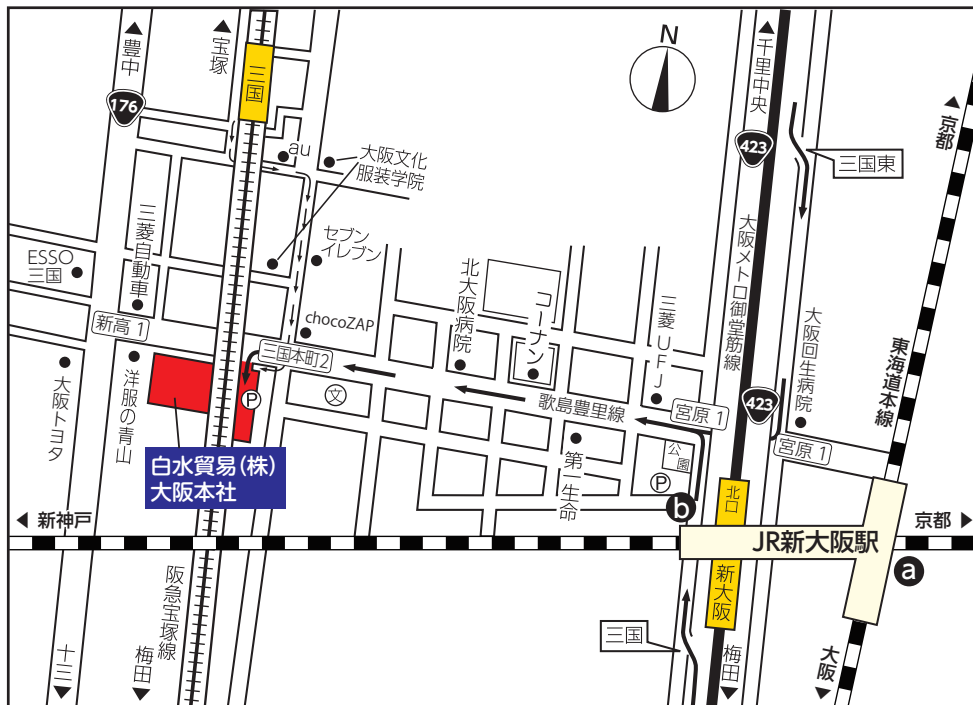 豊中
宝塚
三国
176
au
大阪文化
服装学院
N
千里中央
423
三国東
京都
三菱自動車
ESSO
三国
セブン
イレブン
chocoZAP
新高 1
三国本町2
北大阪病院
コーナン
三菱UFJ
大阪メトロ御堂筋線
大阪回生病院
東海道本線
423
大阪トヨタ
洋服の青山
P
文
歌島豊里線
宮原 1
宮原 1
公園
P
第一生命
白水貿易(株)
大阪本社
北口
b
新神戸
京都
JR新大阪駅
a
新大阪
阪急宝塚線
三国
十三
梅田
梅田
大阪